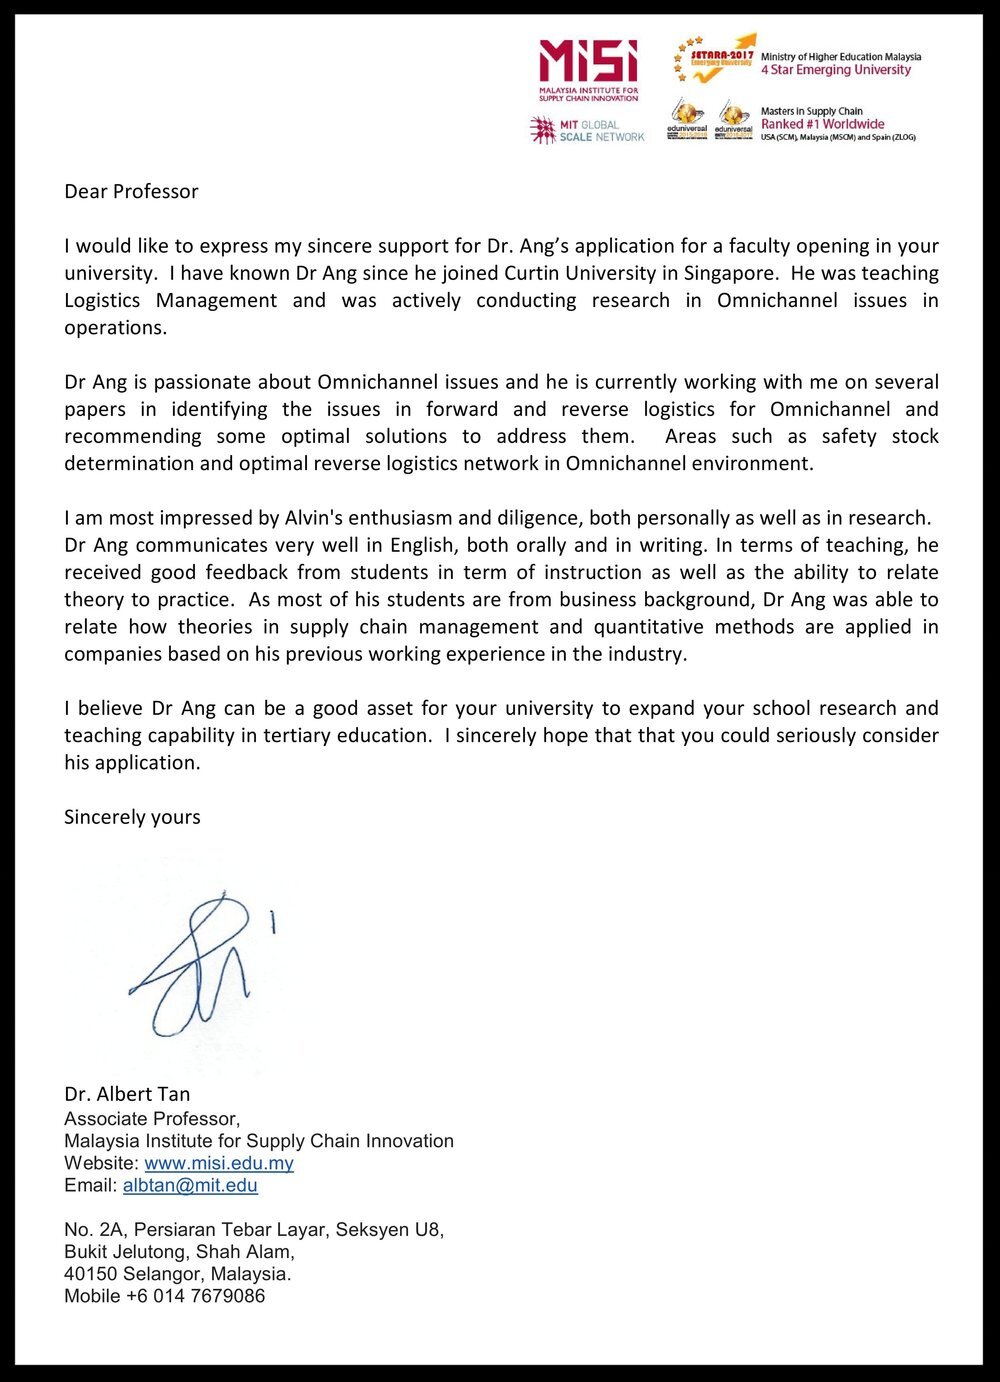 MiSi
MALAYSIA INSTITUTE FOR
SUPPLY CHAIN INNOVATION
MIT GLOBAL
SCALE NETWORK
SETARA-2017
Emerging University
Ministry of Higher Education Malaysia
4 Star Emerging University
eduniversal eduniversal
Masters in Supply Chain
Ranked #1 Worldwide
USA (SCM), Malaysia (MSCM) and Spain (ZLOG)
Dear Professor
I would like to express my sincere support for Dr. Ang’s application for a faculty opening in your
university.  I have known Dr Ang since he joined Curtin University in Singapore.  He was teaching
Logistics Management and was actively conducting research in Omnichannel issues in
operations.
Dr Ang is passionate about Omnichannel issues and he is currently working with me on several
papers in identifying the issues in forward and reverse logistics for Omnichannel and
recommending some optimal solutions to address them.  Areas such as safety stock
determination and optimal reverse logistics network in Omnichannel environment.
I am most impressed by Alvin's enthusiasm and diligence, both personally as well as in research.
Dr Ang communicates very well in English, both orally and in writing. In terms of teaching, he
received good feedback from students in term of instruction as well as the ability to relate
theory to practice.  As most of his students are from business background, Dr Ang was able to
relate how theories in supply chain management and quantitative methods are applied in
companies based on his previous working experience in the industry.
I believe Dr Ang can be a good asset for your university to expand your school research and
teaching capability in tertiary education.  I sincerely hope that that you could seriously consider
his application.
Sincerely yours
Dr. Albert Tan
Associate Professor,
Malaysia Institute for Supply Chain Innovation
Website: www.misi.edu.my
Email: albtan@mit.edu
No. 2A, Persiaran Tebar Layar, Seksyen U8,
Bukit Jelutong, Shah Alam,
40150 Selangor, Malaysia.
Mobile +6 014 7679086